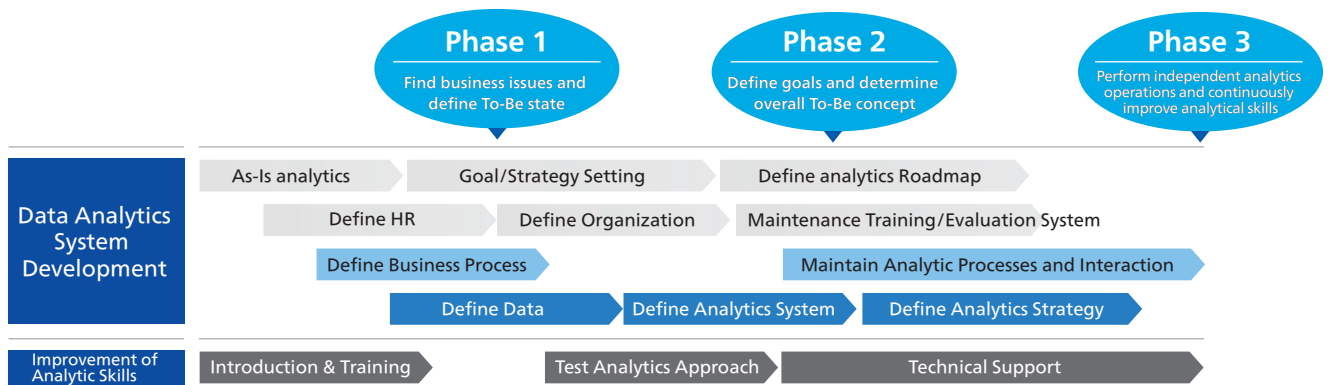 Phase 1
Find business issues and
define To-Be state
Phase 2
Define goals and determine
overall To-Be concept
Phase 3
Perform independent analytics
operations and continuously
improve analytical skills
Data Analytics
System
Development
As-Is analytics
Goal/Strategy Setting
Define analytics Roadmap
Define HR
Define Organization
Maintenance Training/Evaluation System
Define Business Process
Maintain Analytic Processes and Interaction
Define Data
Define Analytics System
Define Analytics Strategy
Improvement of
Analytic Skills
Introduction & Training
Test Analytics Approach
Technical Support